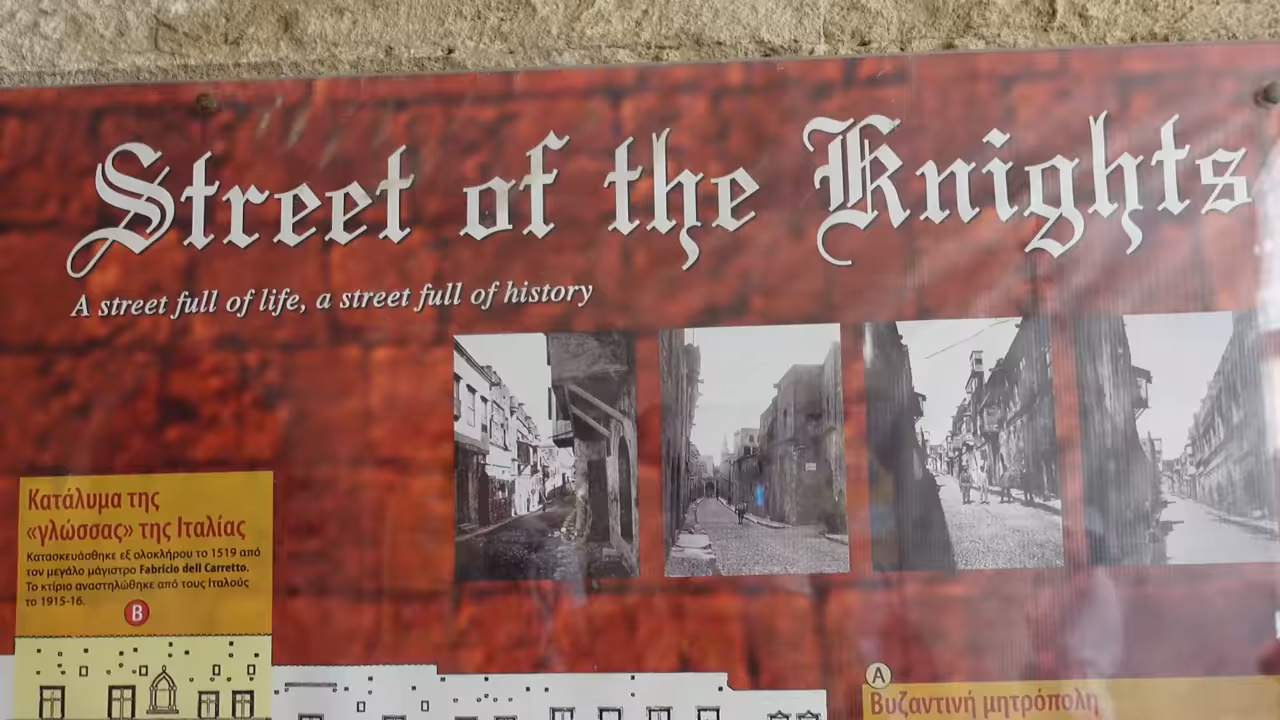 Street of the Knights
A street full of life, a street full of history
Κατάλυμα της
«γλώσσας» της Ιταλίας
Κατασκευάσθηκε εξ ολοκλήρου το 1519 από
τον μεγάλο μάγιστρο Fabricio dell Carretto.
Το κτίριο αναστηλώθηκε από τους Ιταλούς
το 1915-16.
B
A
Βυζαντινή μητρόπολη